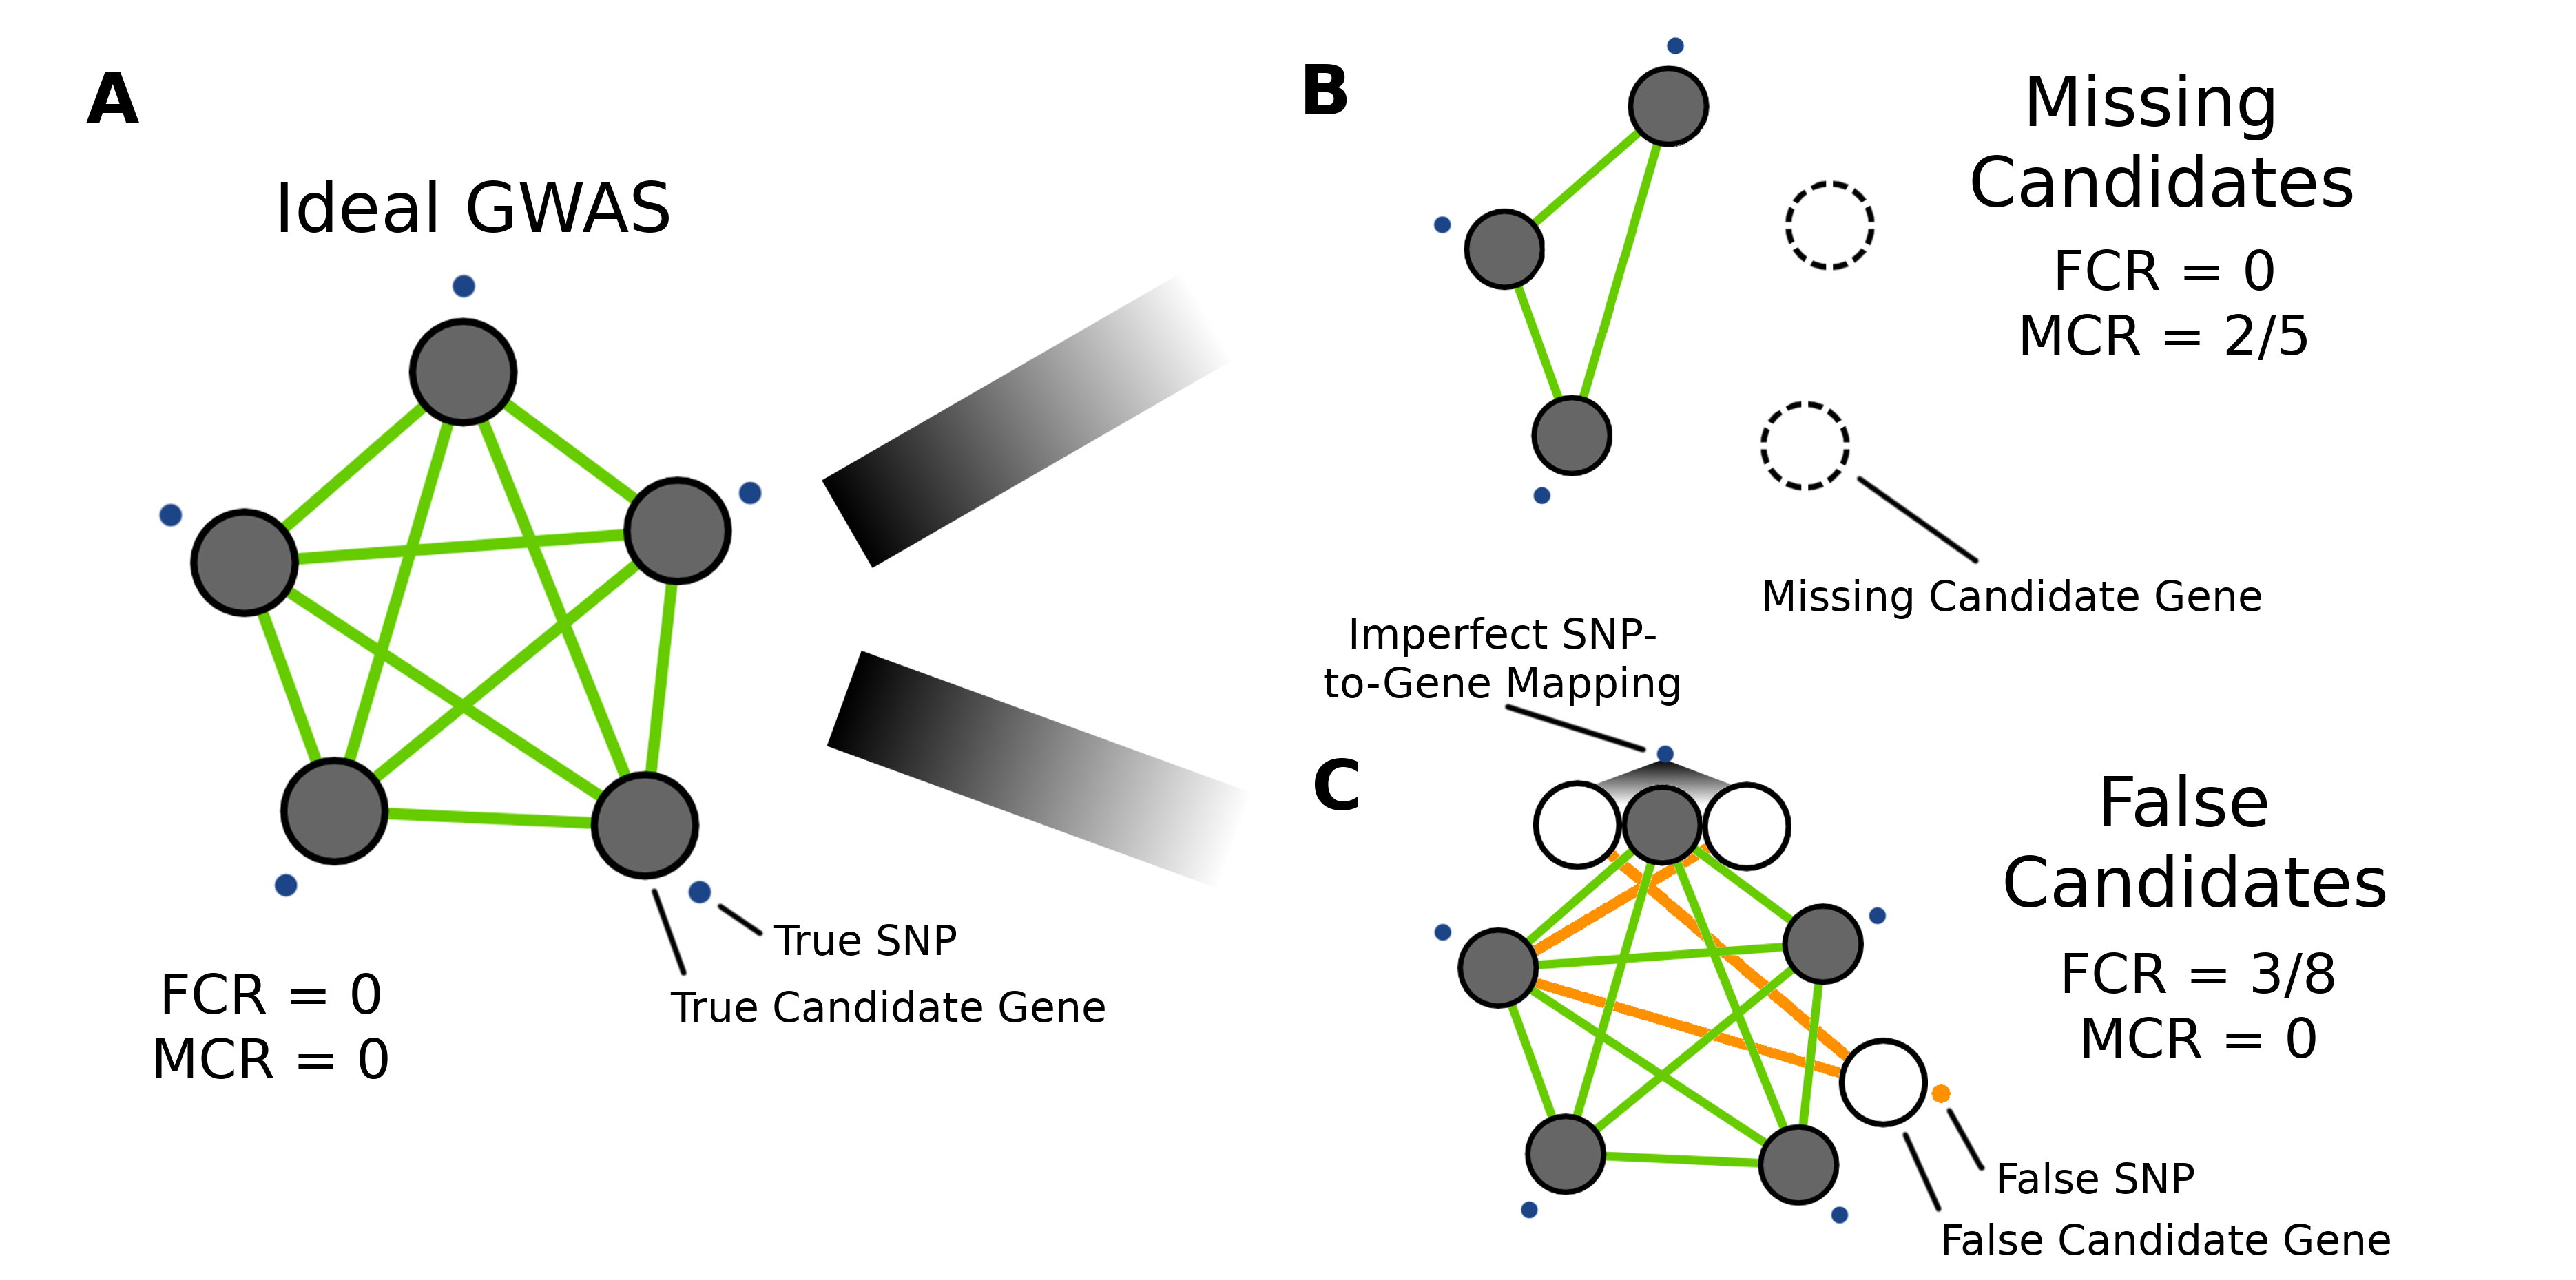 A
Ideal GWAS
True SNP
True Candidate Gene
FCR = 0
MCR = 0
B
Missing
Candidates
FCR = 0
MCR = 2/5
Missing Candidate Gene
Imperfect SNP-
to-Gene Mapping
C
False
Candidates
FCR = 3/8
MCR = 0
False SNP
False Candidate Gene